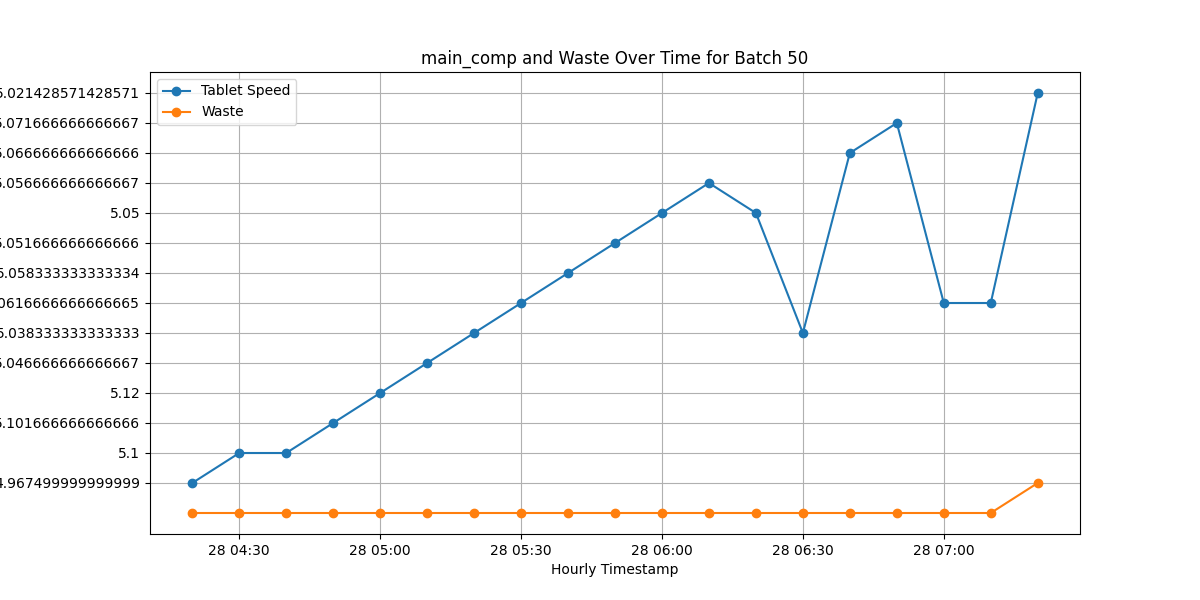 main_comp and Waste Over Time for Batch 50
Tablet Speed
Waste
5.021428571428571
5.071666666666667
5.066666666666666
5.056666666666667
5.05
5.051666666666666
5.058333333333334
0616666666666665
5.038333333333333
5.046666666666667
5.12
5.101666666666666
5.1
4.967499999999999
28 04:30 28 05:00 28 05:30 28 06:00 28 06:30 28 07:00
Hourly Timestamp